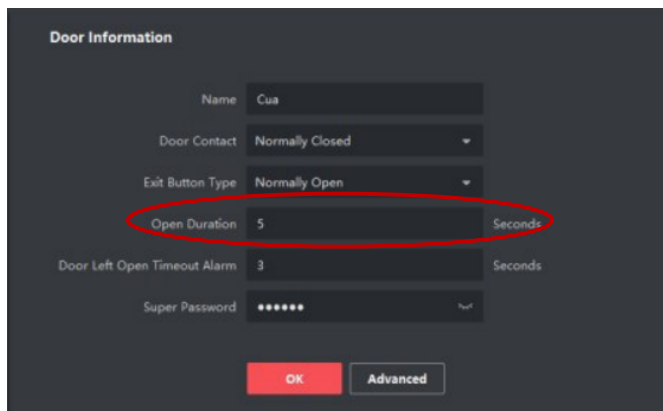 Door Information
Name Cua
Door Contact Normally Closed
Exit Button Type Normally Open
Open Duration 5 Seconds
Door Left Open Timeout Alarm 3 Seconds
Super Password ••••••
OK Advanced